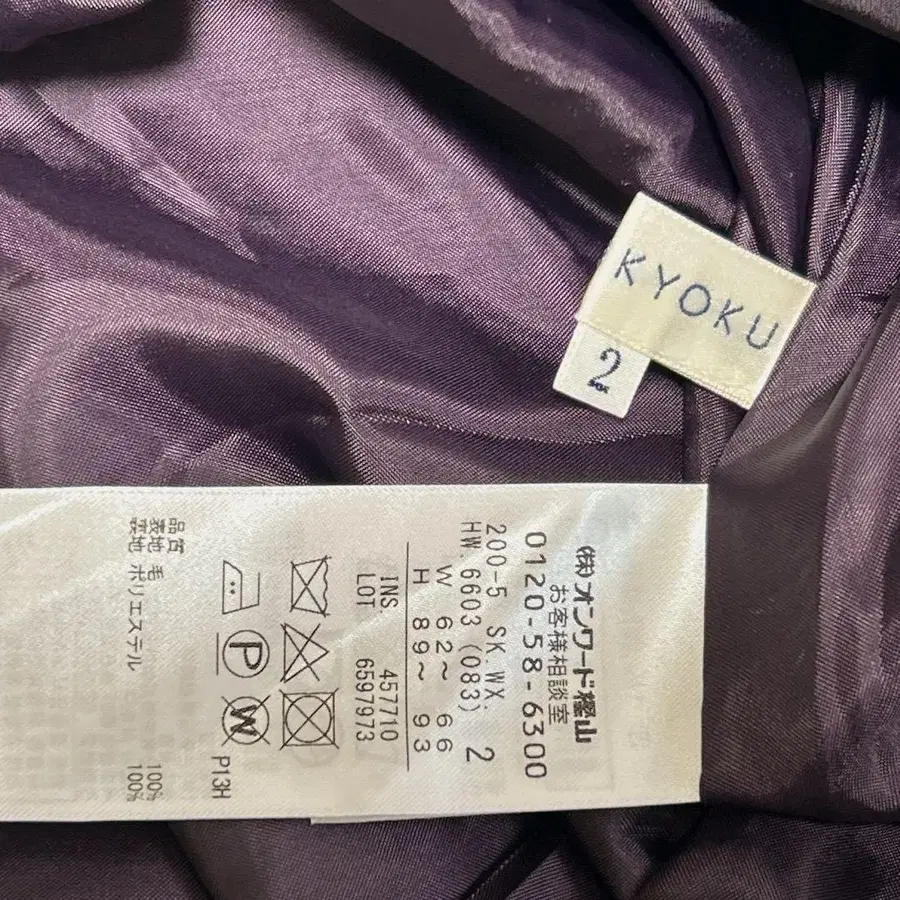 KYOKU
2
(株)オンワード樫山
お客様相談室
0120-58-6300
200-5 SK.WX. 2
HW.6603(083)
W 62~ 66
H 89~ 93
INS. 457710
LOT 6597973
P W
P13H
品質
表地 毛 100%
裏地 ポリエステル 100%